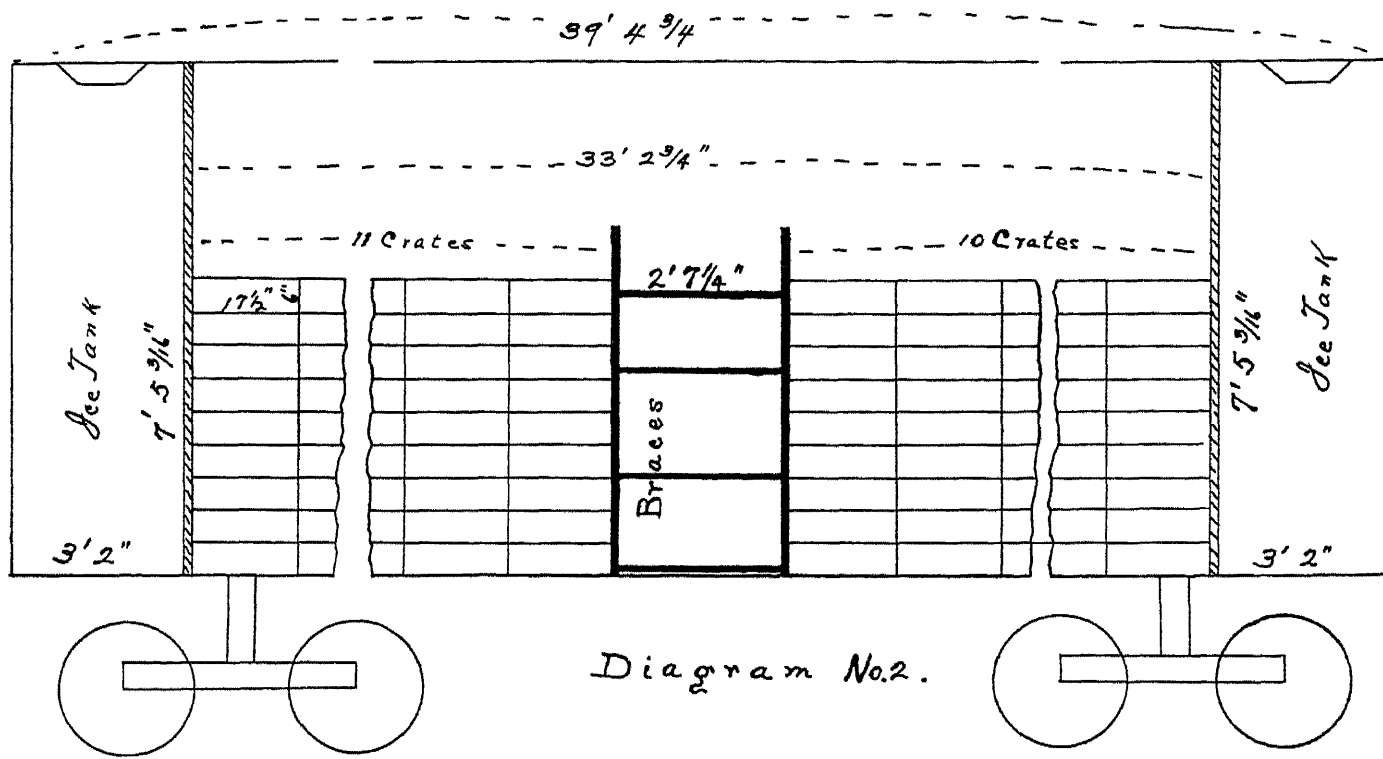 39' 4 3/4
33' 2 3/4"
11 Crates
10 Crates
2' 7 1/4"
17 1/2" 6"
Ice Tank
7' 5 3/16"
Braces
7' 5 3/16"
Ice Tank
3' 2"
3' 2"
Diagram No.2.